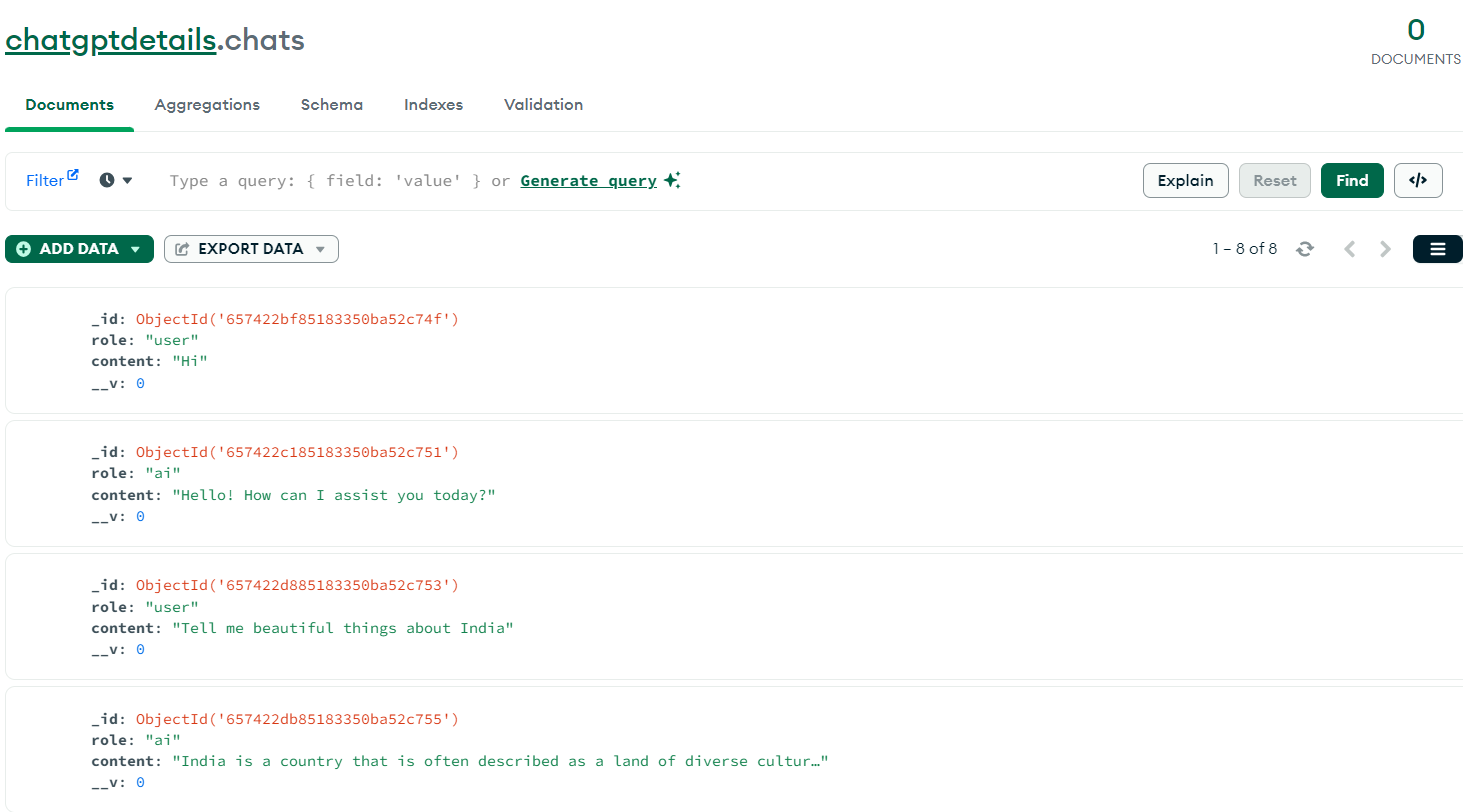 chatgptdetails.chats
0
DOCUMENTS
Documents Aggregations Schema Indexes Validation
Filter Type a query: { field: 'value' } or Generate query Explain Reset Find </>
ADD DATA EXPORT DATA 1 – 8 of 8
_id: ObjectId('657422bf85183350ba52c74f')
role: "user"
content: "Hi"
__v: 0
_id: ObjectId('657422c185183350ba52c751')
role: "ai"
content: "Hello! How can I assist you today?"
__v: 0
_id: ObjectId('657422d885183350ba52c753')
role: "user"
content: "Tell me beautiful things about India"
__v: 0
_id: ObjectId('657422db85183350ba52c755')
role: "ai"
content: "India is a country that is often described as a land of diverse cultur…"
__v: 0